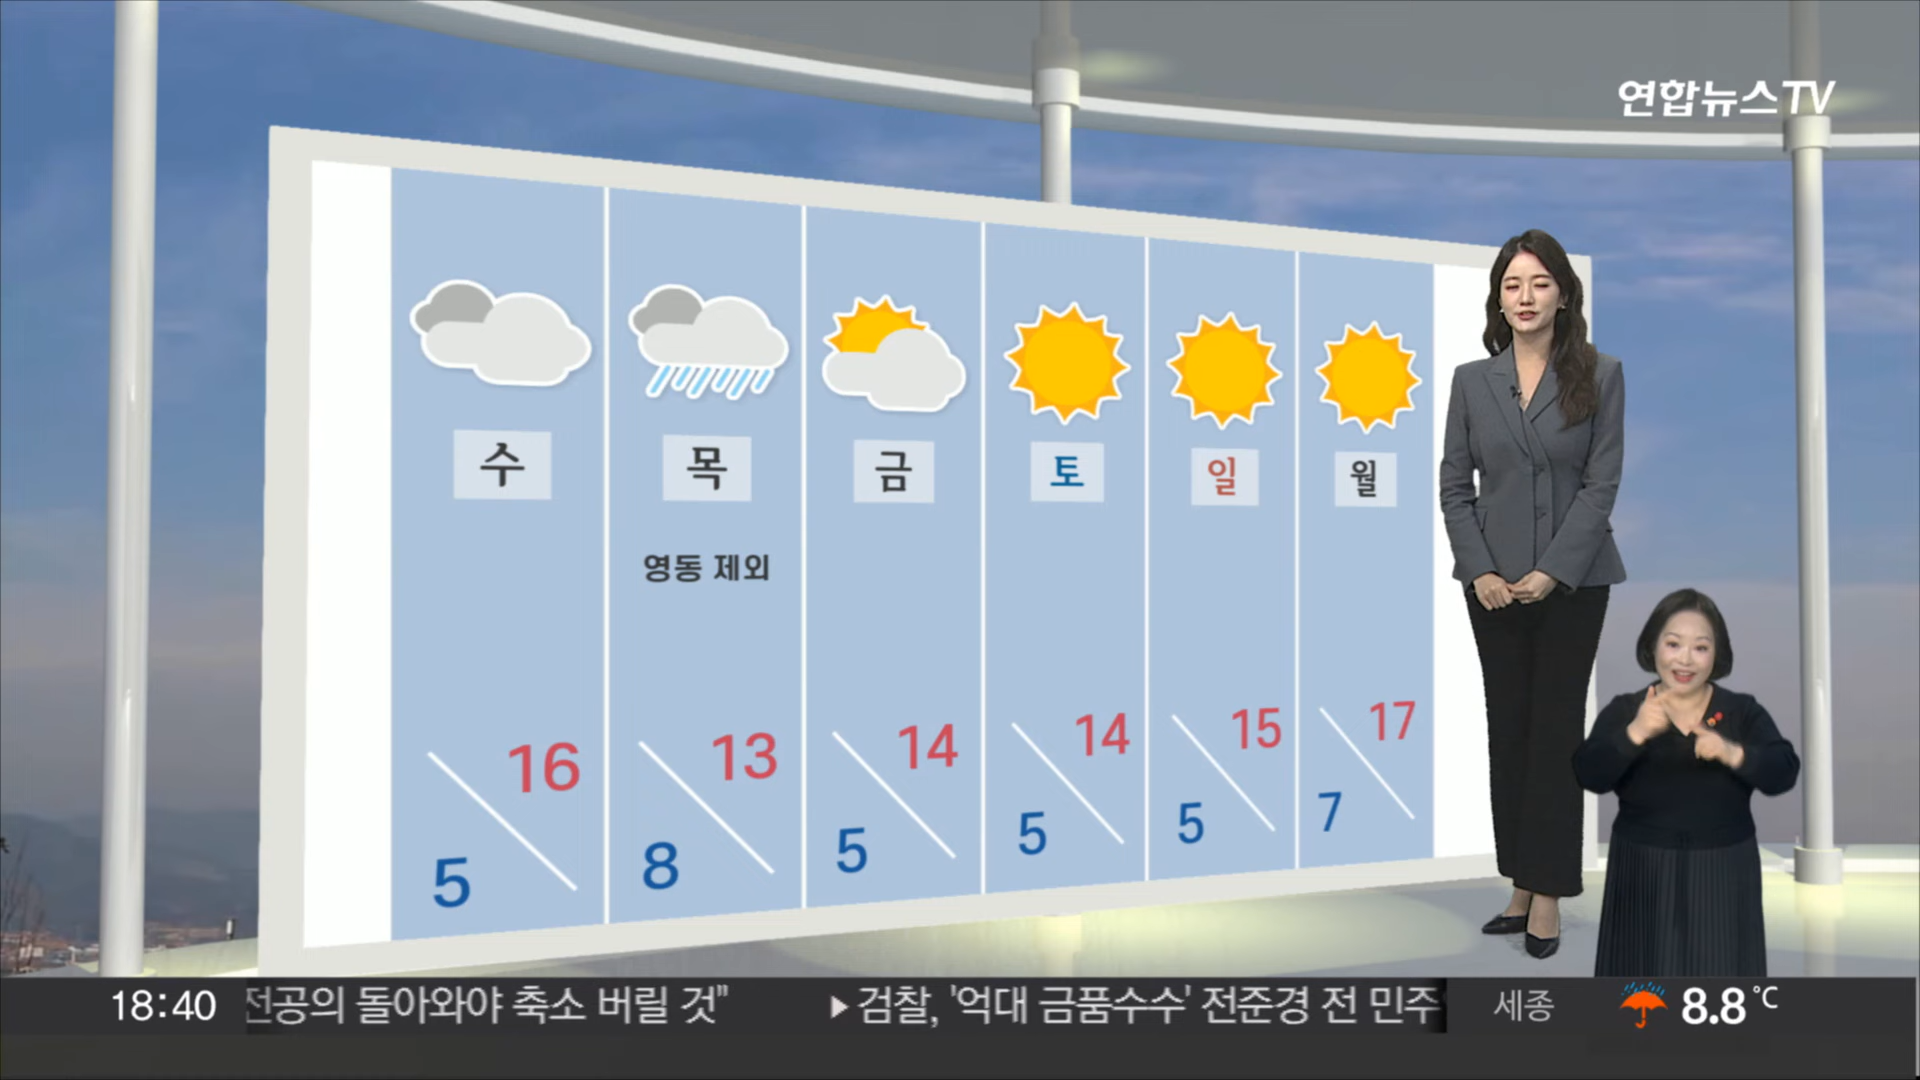 연합뉴스TV
수 목 금 토 일 월
영동 제외
16 13 14 14 15 17
5 8 5 5 5 7
18:40 전공의 돌아와야 축소 버릴 것" ▶검찰, '억대 금품수수' 전준경 전 민주 세종 8.8℃